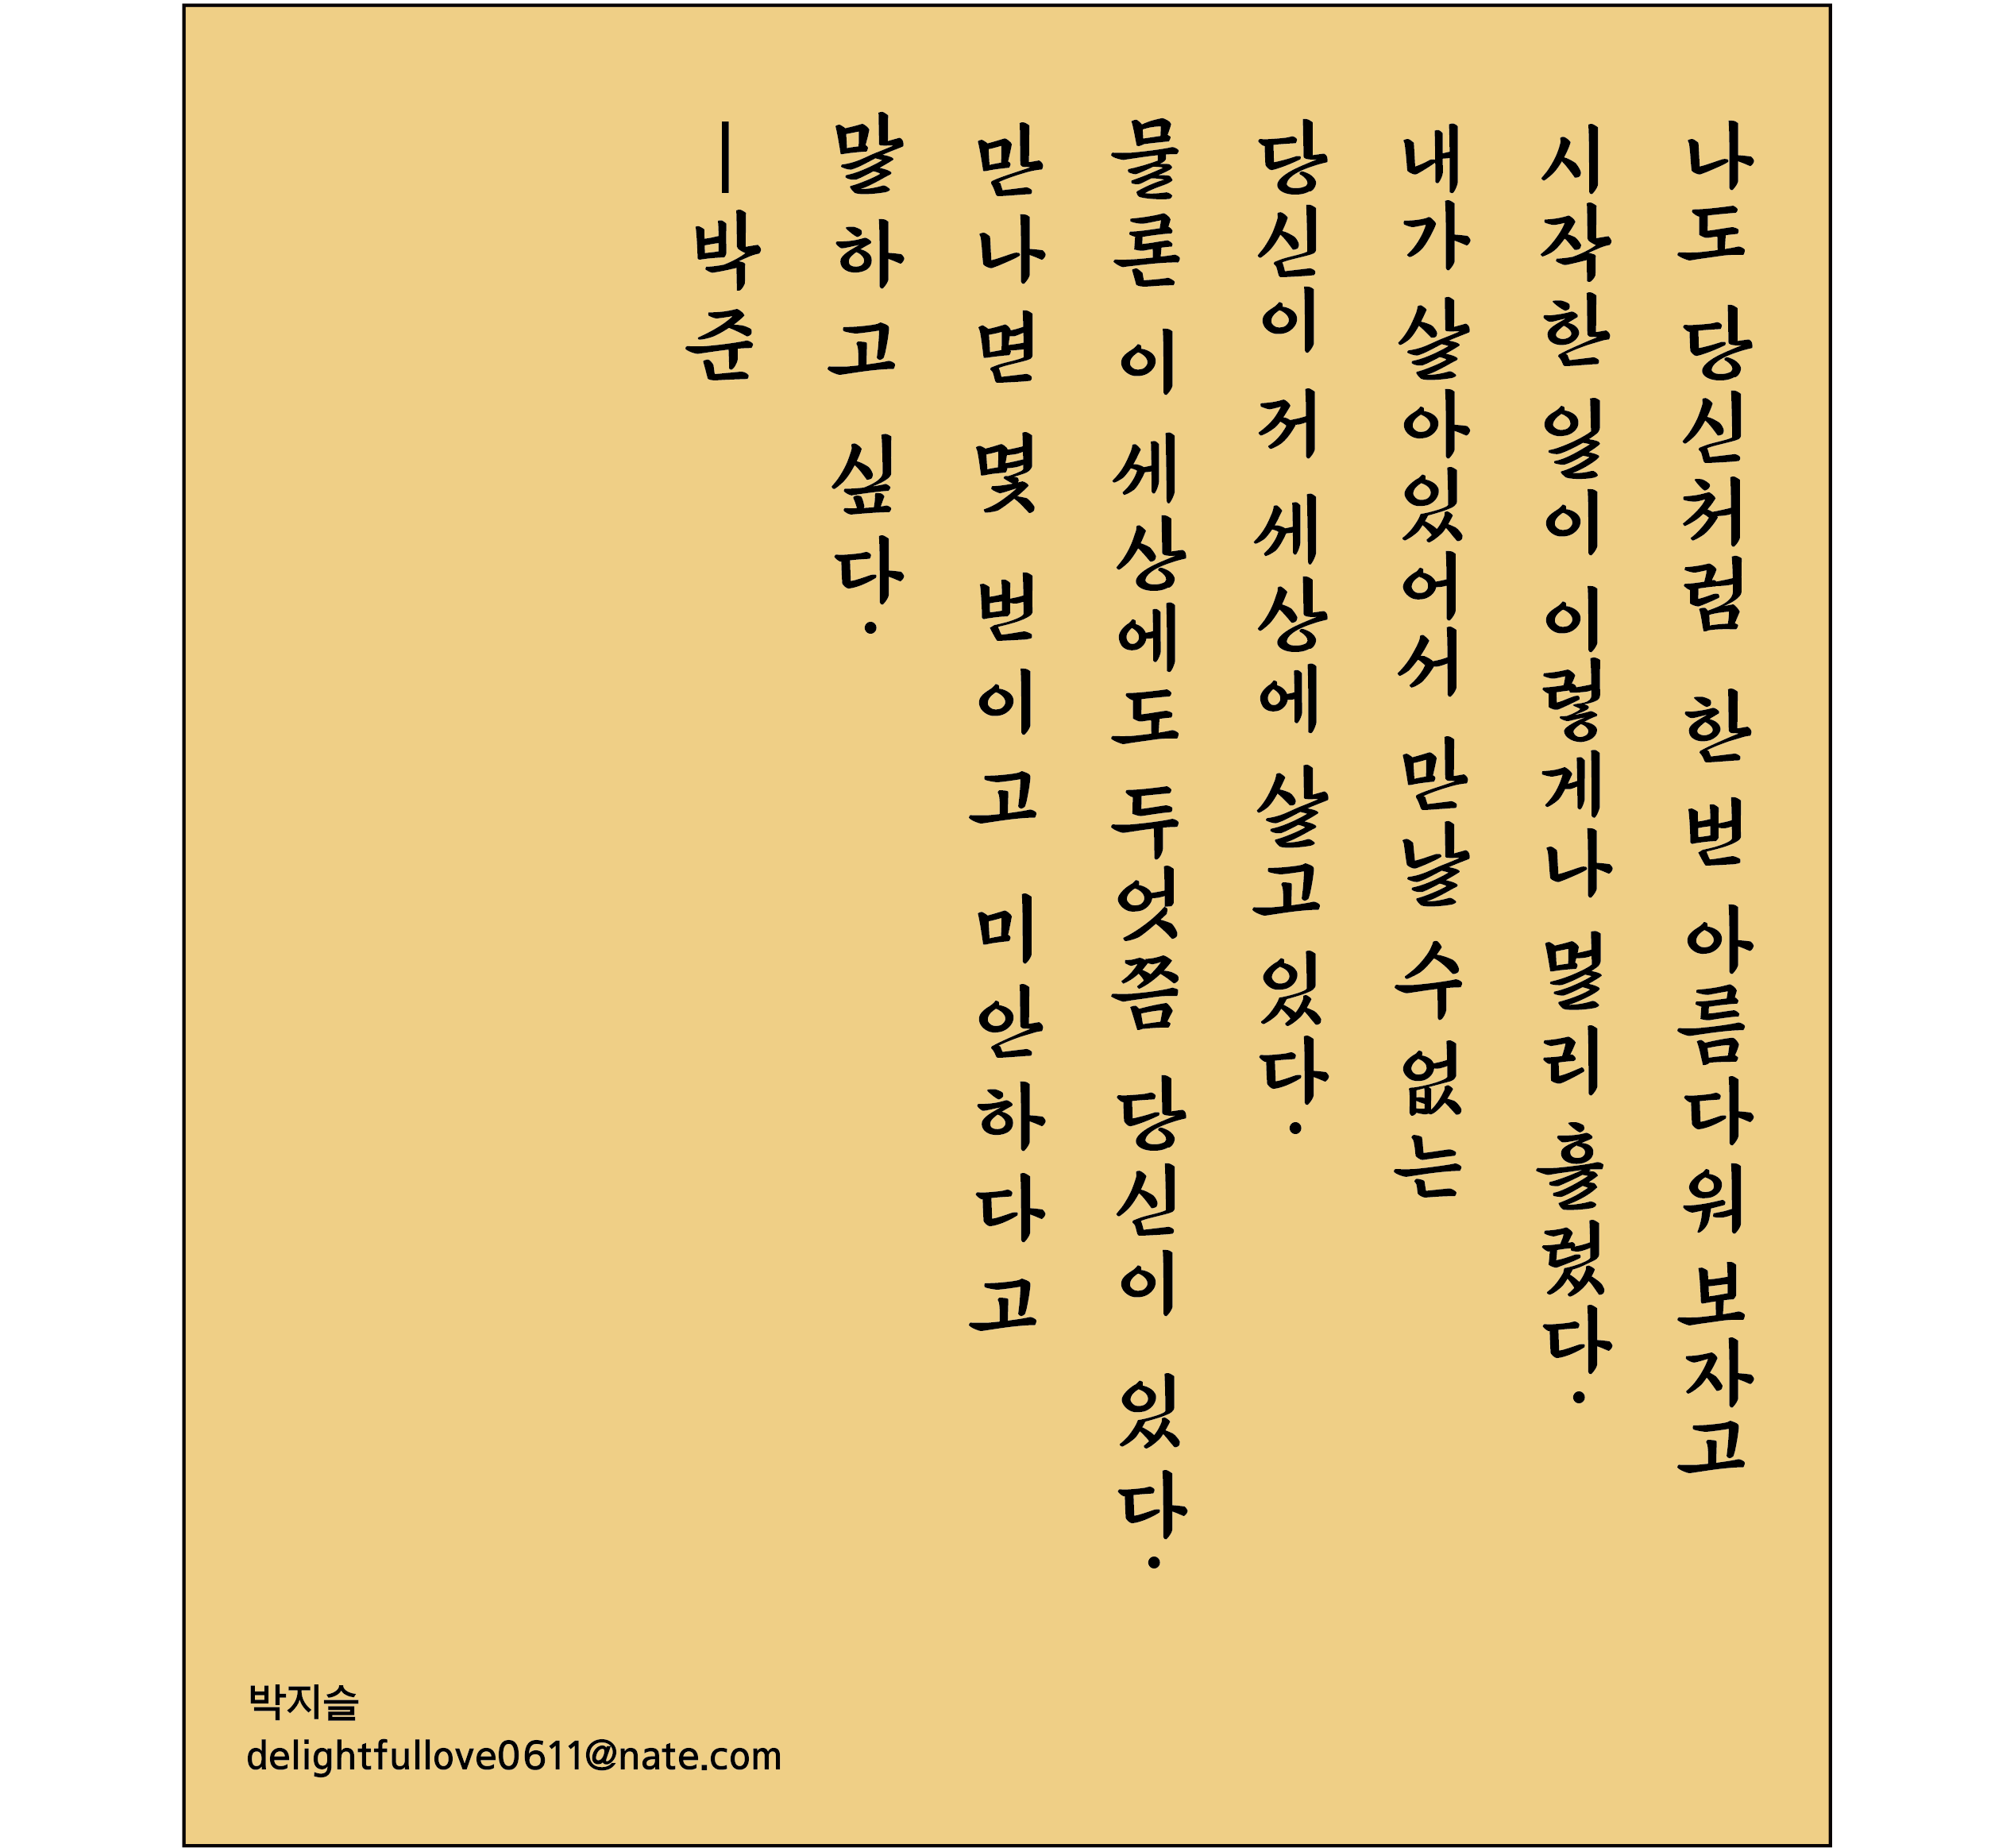 나도 당신처럼 한 번 아름다워 보자고
시작한 일이 이렇게나 멀리 흘렀다.
내가 살아있어서 만날 수 없는
당신이 저 세상에 살고 있다.
물론 이 세상에도 두엇쯤 당신이 있다.
만나면 몇 번이고 미안하다고
말하고 싶다.
—박준
박지슬
delightfullove0611@nate.com